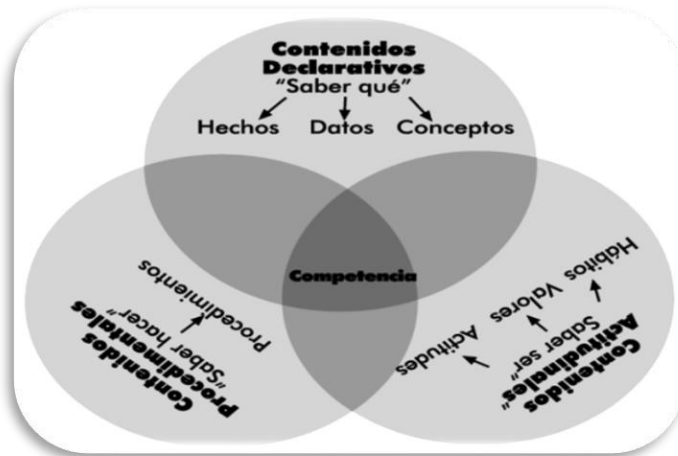 Contenidos
Declarativos
“Saber qué”
Hechos Datos Conceptos
Competencia
Procedimientos
“Saber hacer”
Contenidos
procedimentales
Hábitos Valores Actitudes
Saber ser”
Contenidos
Actitudinales”